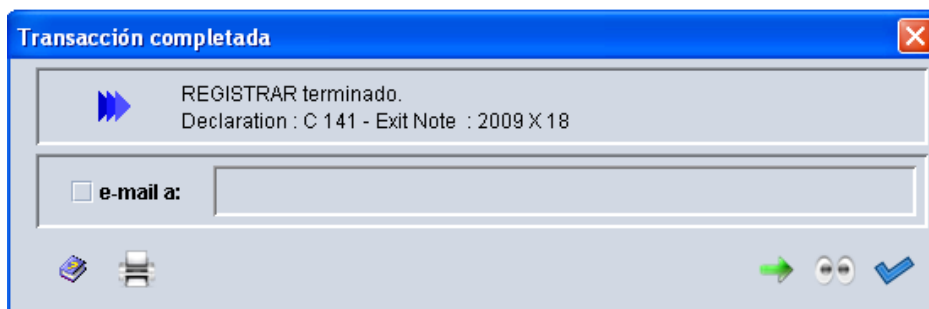 Transacción completada
REGISTRAR terminado.
Declaration : C 141 - Exit Note : 2009 X 18
e-mail a: